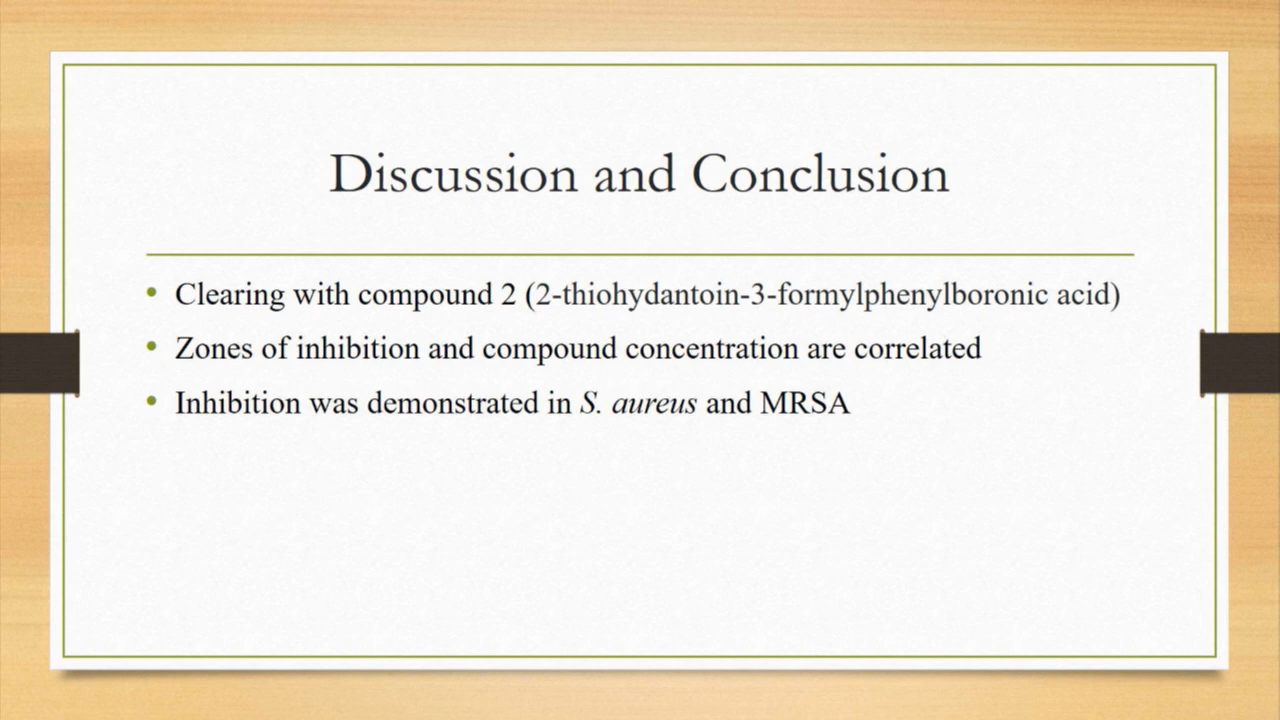 Discussion and Conclusion
• Clearing with compound 2 (2-thiohydantoin-3-formylphenylboronic acid)
• Zones of inhibition and compound concentration are correlated
• Inhibition was demonstrated in S. aureus and MRSA